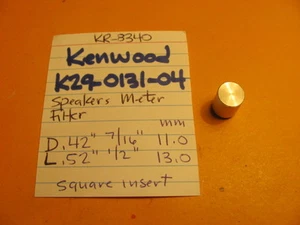 KR-9340
Kenwood
K29-0131-04
Speakers Meter
Filter
mm
D .42" 7/16" 11.0
L .52" 1/2" 13.0
square insert